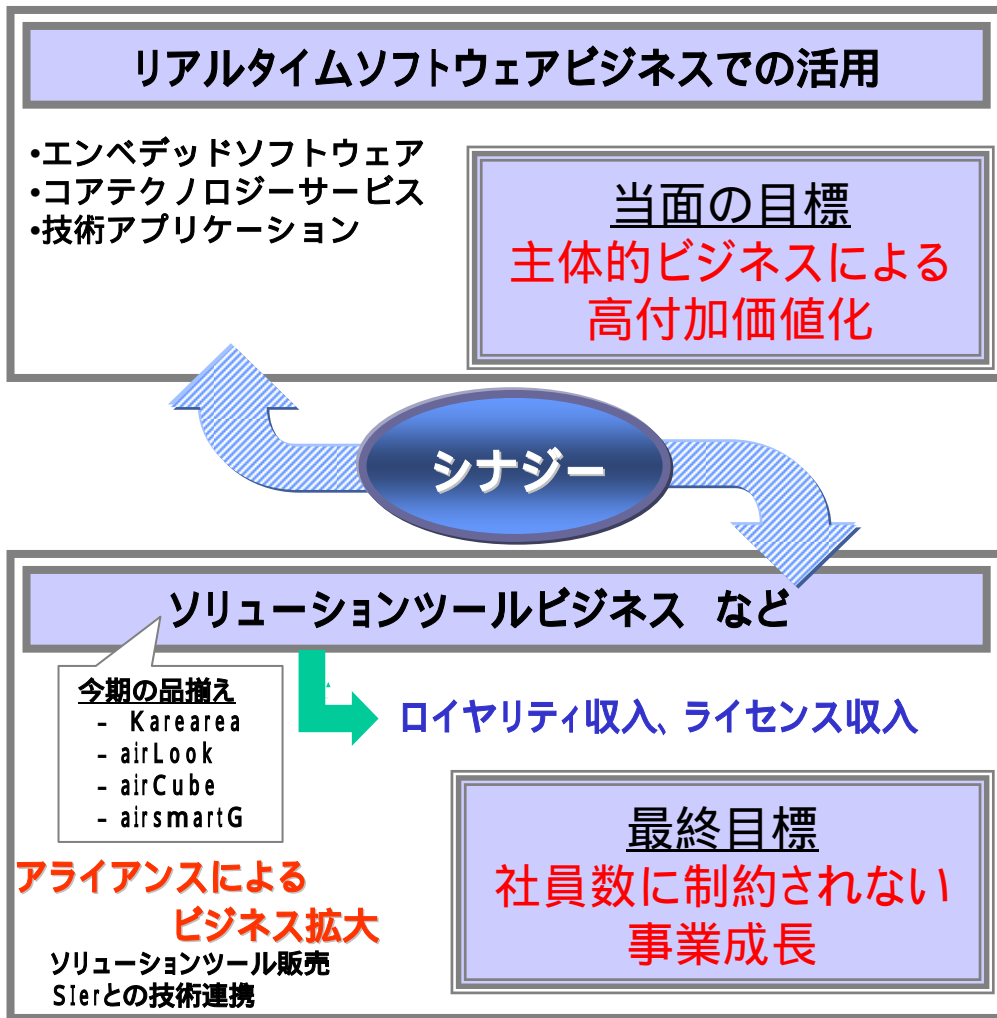 リアルタイムソフトウェアビジネスでの活用
•エンベデッドソフトウェア
•コアテクノロジーサービス
•技術アプリケーション
当面の目標
主体的ビジネスによる
高付加価値化
シナジー
ソリューションツールビジネス など
今期の品揃え
– Karearea
– airLook
– airCube
– airsmartG
ロイヤリティ収入、ライセンス収入
アライアンスによる
ビジネス拡大
ソリューションツール販売
SIerとの技術連携
最終目標
社員数に制約されない
事業成長